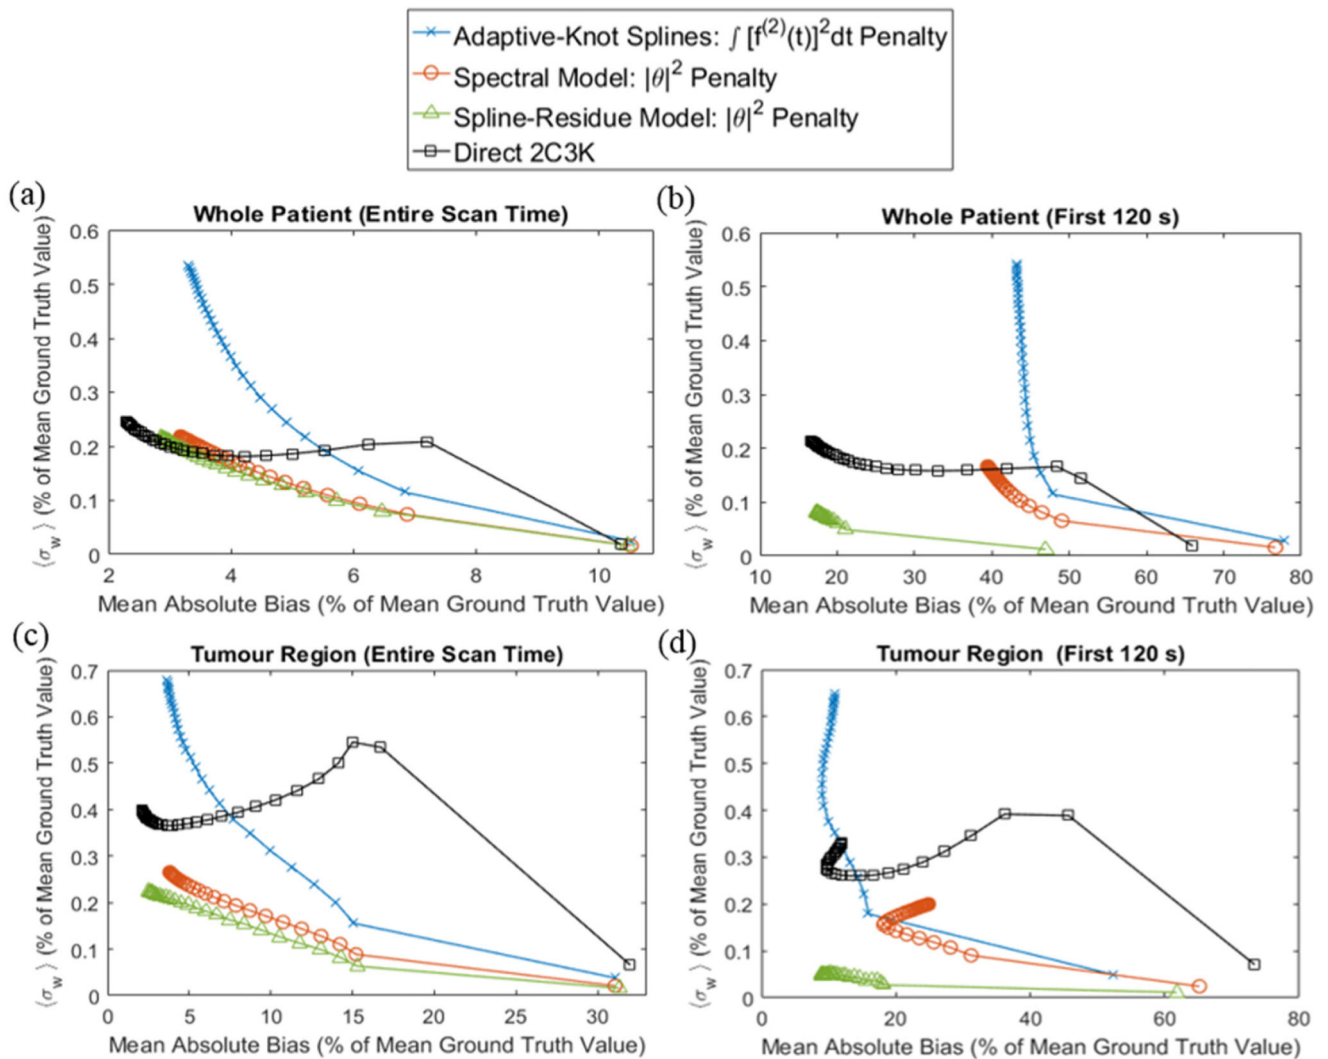 Adaptive-Knot Splines: ∫ [f⁽²⁾(t)]²dt Penalty
Spectral Model: |θ|² Penalty
Spline-Residue Model: |θ|² Penalty
Direct 2C3K
(a)
Whole Patient (Entire Scan Time)
⟨σ_w⟩ (% of Mean Ground Truth Value)
0.6
0.5
0.4
0.3
0.2
0.1
0
2
4
6
8
10
Mean Absolute Bias (% of Mean Ground Truth Value)
(b)
Whole Patient (First 120 s)
⟨σ_w⟩ (% of Mean Ground Truth Value)
0.6
0.5
0.4
0.3
0.2
0.1
0
10
20
30
40
50
60
70
80
Mean Absolute Bias (% of Mean Ground Truth Value)
(c)
Tumour Region (Entire Scan Time)
⟨σ_w⟩ (% of Mean Ground Truth Value)
0.7
0.6
0.5
0.4
0.3
0.2
0.1
0
0
5
10
15
20
25
30
Mean Absolute Bias (% of Mean Ground Truth Value)
(d)
Tumour Region (First 120 s)
⟨σ_w⟩ (% of Mean Ground Truth Value)
0.7
0.6
0.5
0.4
0.3
0.2
0.1
0
0
20
40
60
80
Mean Absolute Bias (% of Mean Ground Truth Value)